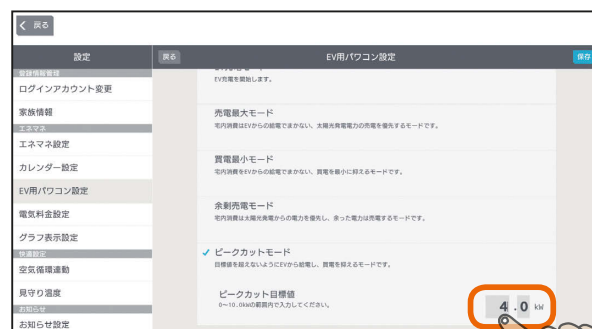 戻る
設定
登録情報管理
ログインアカウント変更
家族情報
エネマネ
エネマネ設定
カレンダー設定
EV用パワコン設定
電気料金設定
グラフ表示設定
快適設定
空気循環連動
見守り温度
お知らせ
お知らせ設定
戻る
EV用パワコン設定
保存
EV充電を開始します。
売電最大モード
宅内消費はEVからの給電でまかない、太陽光発電電力の売電を優先するモードです。
買電最小モード
宅内消費をEVからの給電でまかない、買電を最小に抑えるモードです。
余剰売電モード
宅内消費は太陽光発電からの電力を優先し、余った電力は売電するモードです。
ピークカットモード
目標値を超えないようにEVから給電し、買電を抑えるモードです。
ピークカット目標値
0〜10.0kWの範囲内で入力してください。
4.0 kW